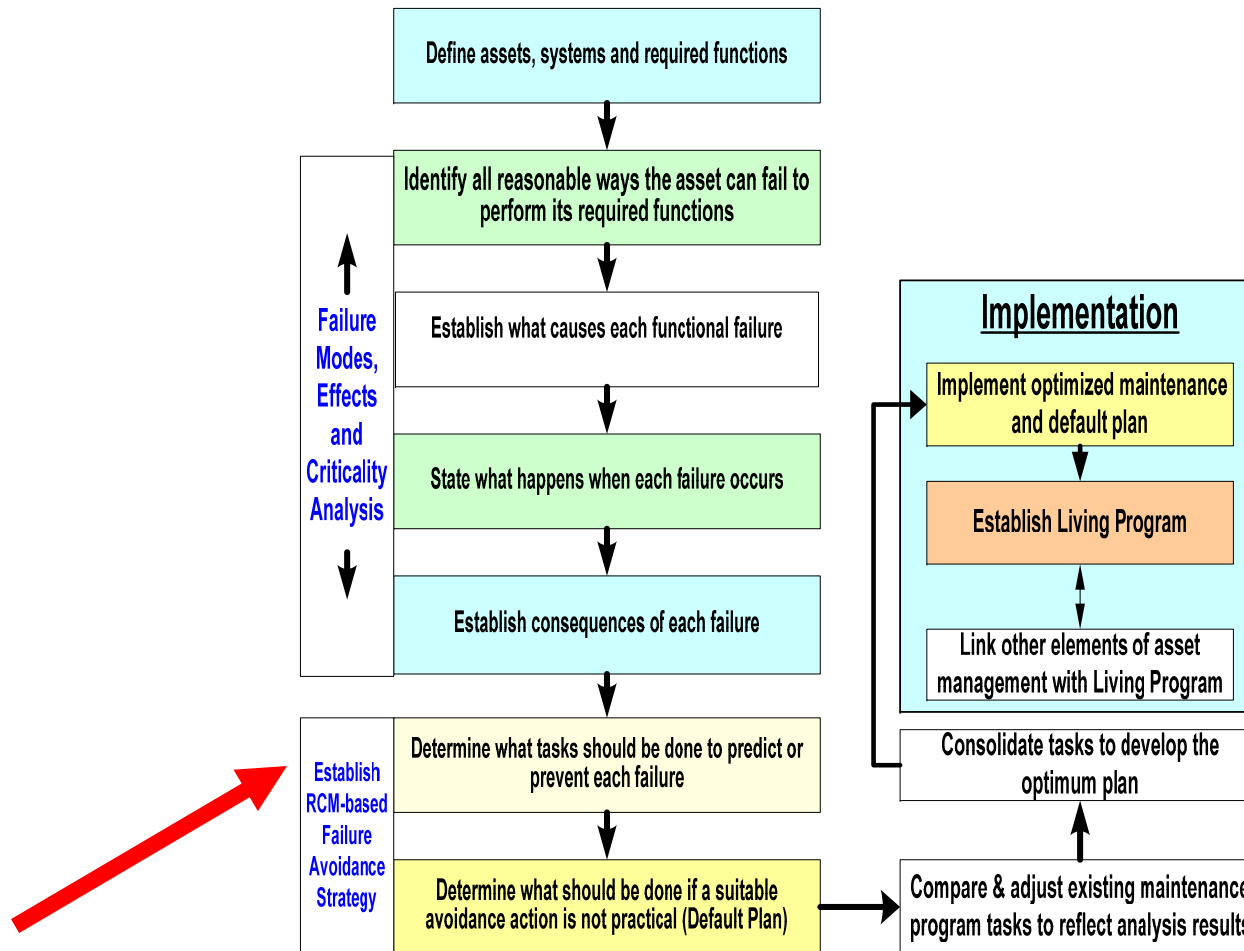 Define assets, systems and required functions
Identify all reasonable ways the asset can fail to
perform its required functions
Establish what causes each functional failure
State what happens when each failure occurs
Establish consequences of each failure
Failure
Modes,
Effects
and
Criticality
Analysis
Determine what tasks should be done to predict or
prevent each failure
Determine what should be done if a suitable
avoidance action is not practical (Default Plan)
Establish
RCM-based
Failure
Avoidance
Strategy
Compare & adjust existing maintenance
program tasks to reflect analysis results
Consolidate tasks to develop the
optimum plan
Implementation
Implement optimized maintenance
and default plan
Establish Living Program
Link other elements of asset
management with Living Program